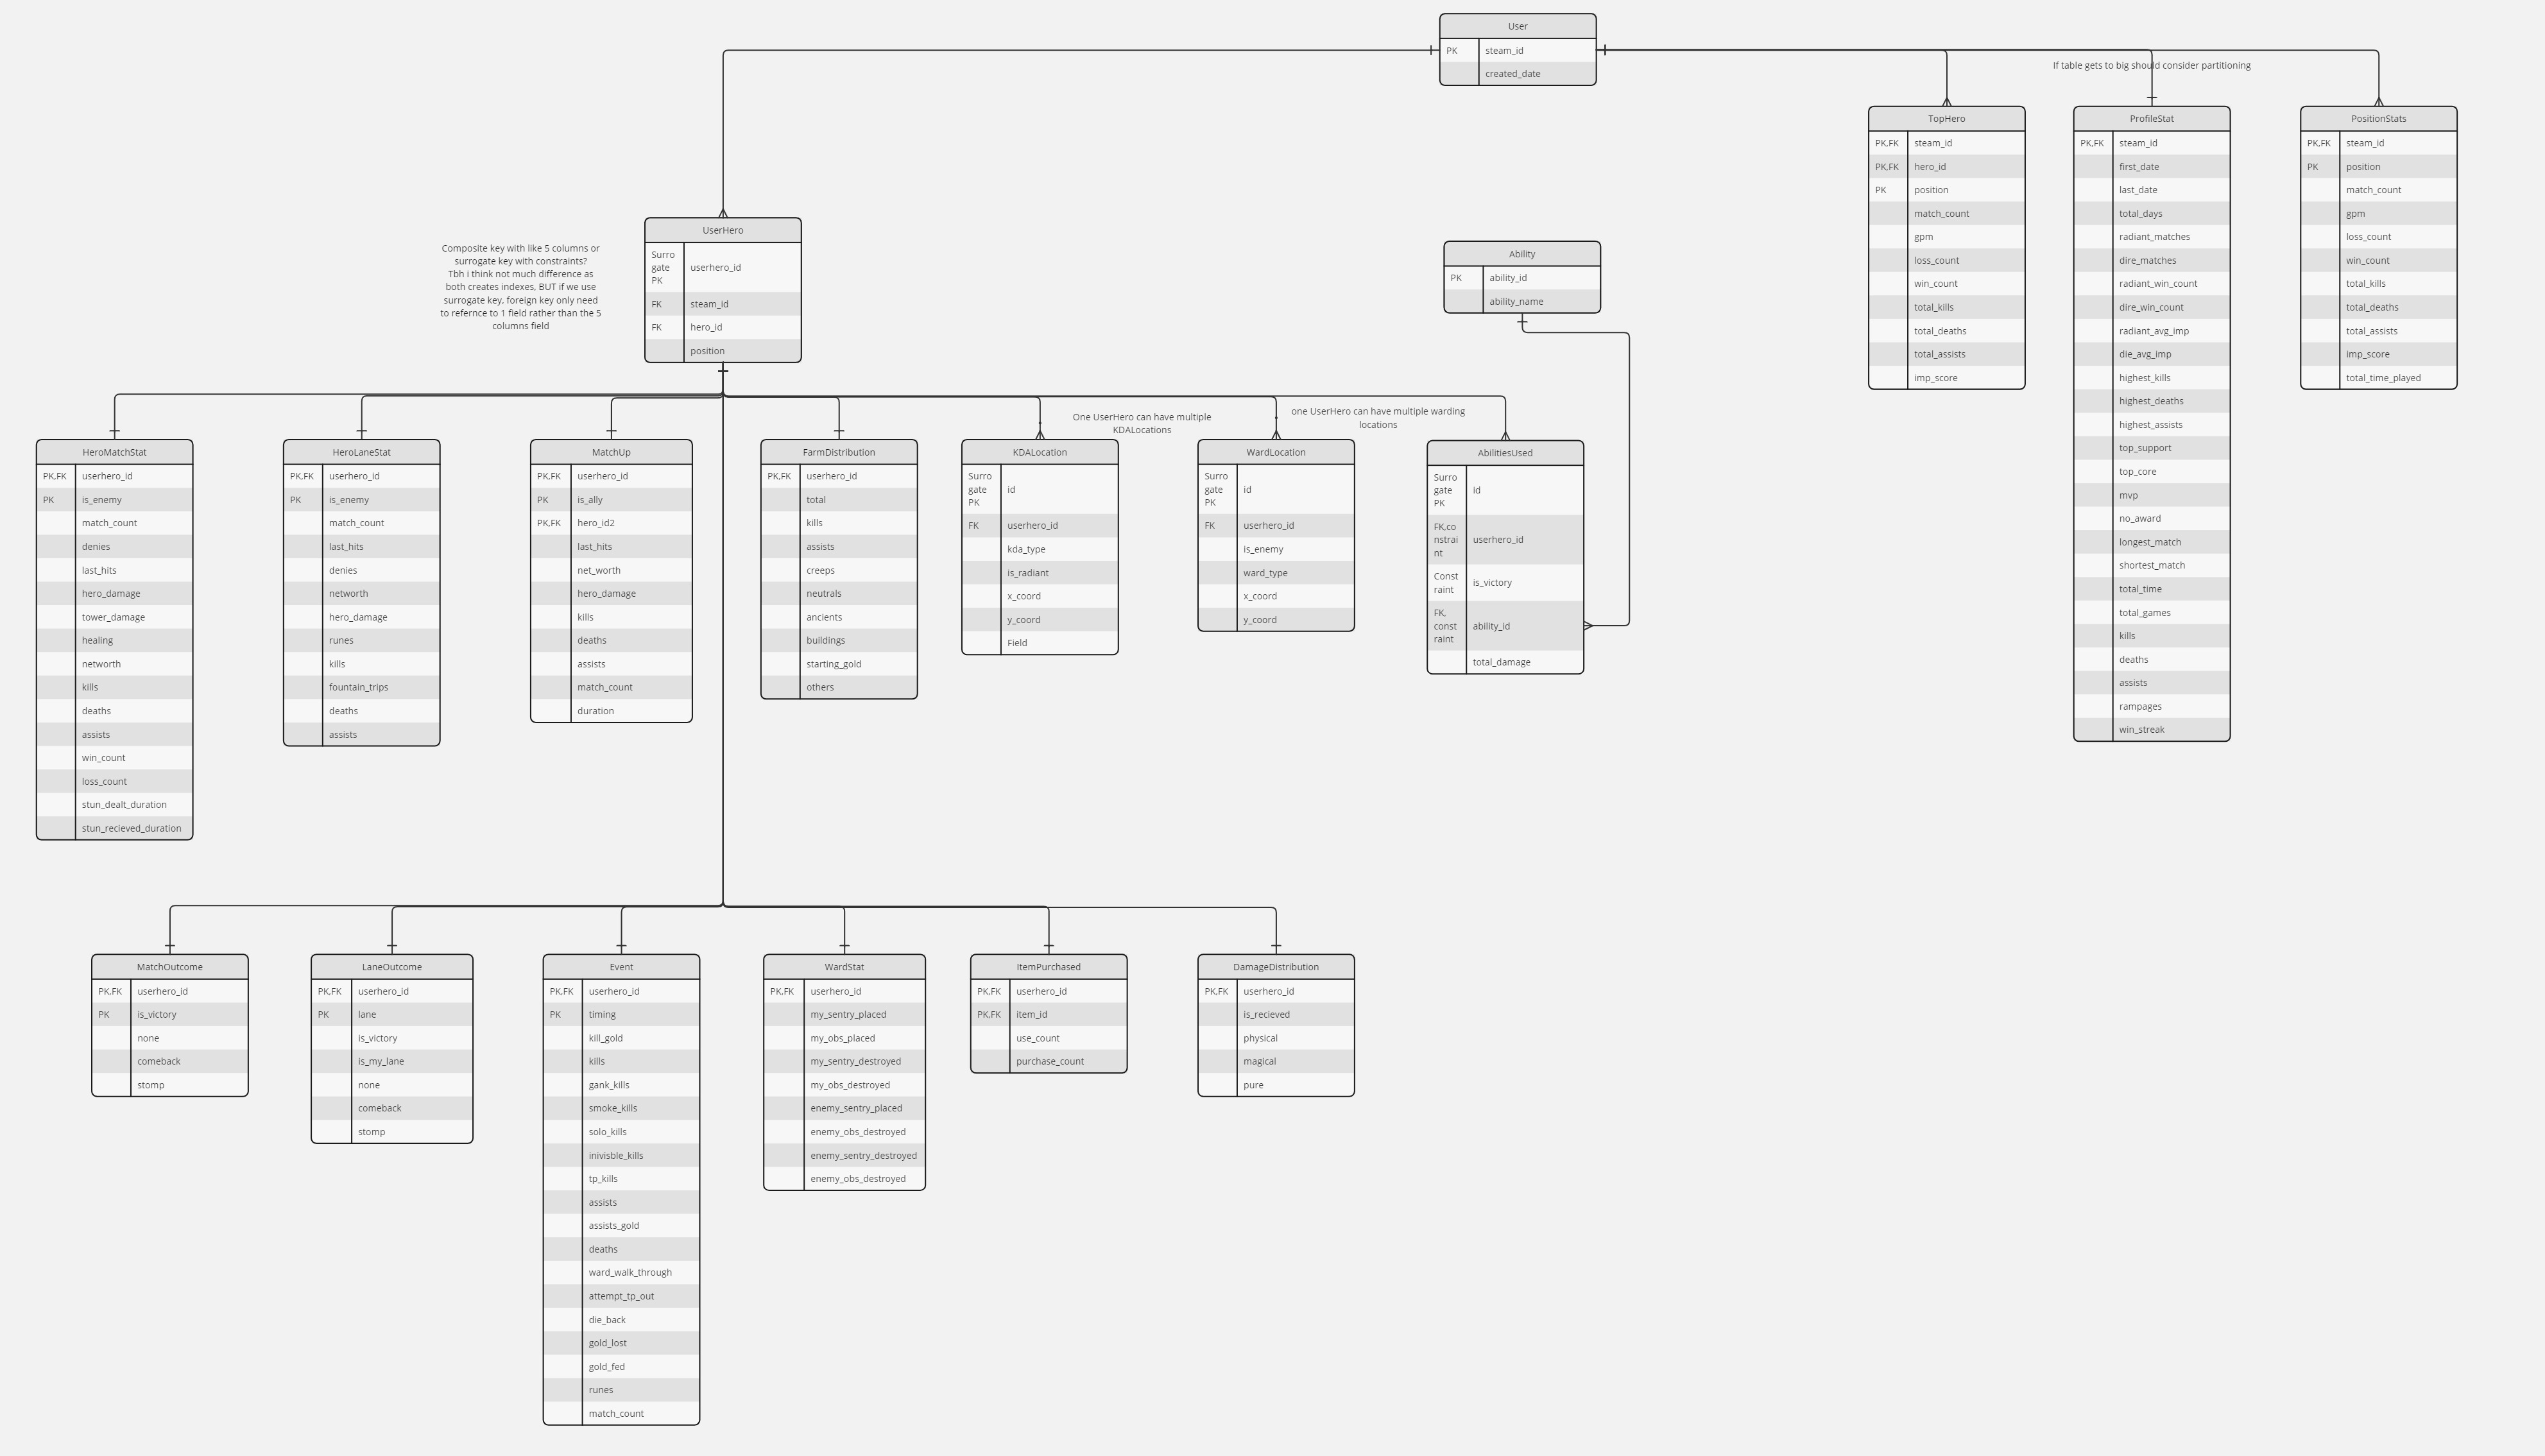 User
PK steam_id
created_date
If table gets to big should consider partitioning
TopHero
PK,FK steam_id
PK,FK hero_id
PK position
match_count
gpm
loss_count
win_count
total_kills
total_deaths
total_assists
imp_score
ProfileStat
PK,FK steam_id
first_date
last_date
total_days
radiant_matches
dire_matches
radiant_win_count
dire_win_count
radiant_avg_imp
die_avg_imp
highest_kills
highest_deaths
highest_assists
top_support
top_core
mvp
no_award
longest_match
shortest_match
total_time
total_games
kills
deaths
assists
rampages
win_streak
PositionStats
PK,FK steam_id
PK position
match_count
gpm
loss_count
win_count
total_kills
total_deaths
total_assists
imp_score
total_time_played
Composite key with like 5 columns or
surrogate key with constraints?
Tbh i think not much difference as
both creates indexes, BUT if we use
surrogate key, foreign key only need
to refernce to 1 field rather than the 5
columns field
UserHero
Surro
gate
PK
userhero_id
FK steam_id
FK hero_id
position
Ability
PK ability_id
ability_name
One UserHero can have multiple
KDALocations
one UserHero can have multiple warding
locations
HeroMatchStat
PK,FK userhero_id
PK is_enemy
match_count
denies
last_hits
hero_damage
tower_damage
healing
networth
kills
deaths
assists
win_count
loss_count
stun_dealt_duration
stun_recieved_duration
HeroLaneStat
PK,FK userhero_id
PK is_enemy
match_count
last_hits
denies
networth
hero_damage
runes
kills
fountain_trips
deaths
assists
MatchUp
PK,FK userhero_id
PK is_ally
PK,FK hero_id2
last_hits
net_worth
hero_damage
kills
deaths
assists
match_count
duration
FarmDistribution
PK,FK userhero_id
total
kills
assists
creeps
neutrals
ancients
buildings
starting_gold
others
KDALocation
Surro
gate
PK
id
FK userhero_id
kda_type
is_radiant
x_coord
y_coord
Field
WardLocation
Surro
gate
PK
id
FK userhero_id
is_enemy
ward_type
x_coord
y_coord
AbilitiesUsed
Surro
gate
PK
id
FK,co
nstrai
nt
userhero_id
Const
raint
is_victory
FK,
const
raint
ability_id
total_damage
MatchOutcome
PK,FK userhero_id
PK is_victory
none
comeback
stomp
LaneOutcome
PK,FK userhero_id
PK lane
is_victory
is_my_lane
none
comeback
stomp
Event
PK,FK userhero_id
PK timing
kill_gold
kills
gank_kills
smoke_kills
solo_kills
inivisble_kills
tp_kills
assists
assists_gold
deaths
ward_walk_through
attempt_tp_out
die_back
gold_lost
gold_fed
runes
match_count
WardStat
PK,FK userhero_id
my_sentry_placed
my_obs_placed
my_sentry_destroyed
my_obs_destroyed
enemy_sentry_placed
enemy_obs_destroyed
enemy_sentry_destroyed
enemy_obs_destroyed
ItemPurchased
PK,FK userhero_id
PK,FK item_id
use_count
purchase_count
DamageDistribution
PK,FK userhero_id
is_recieved
physical
magical
pure